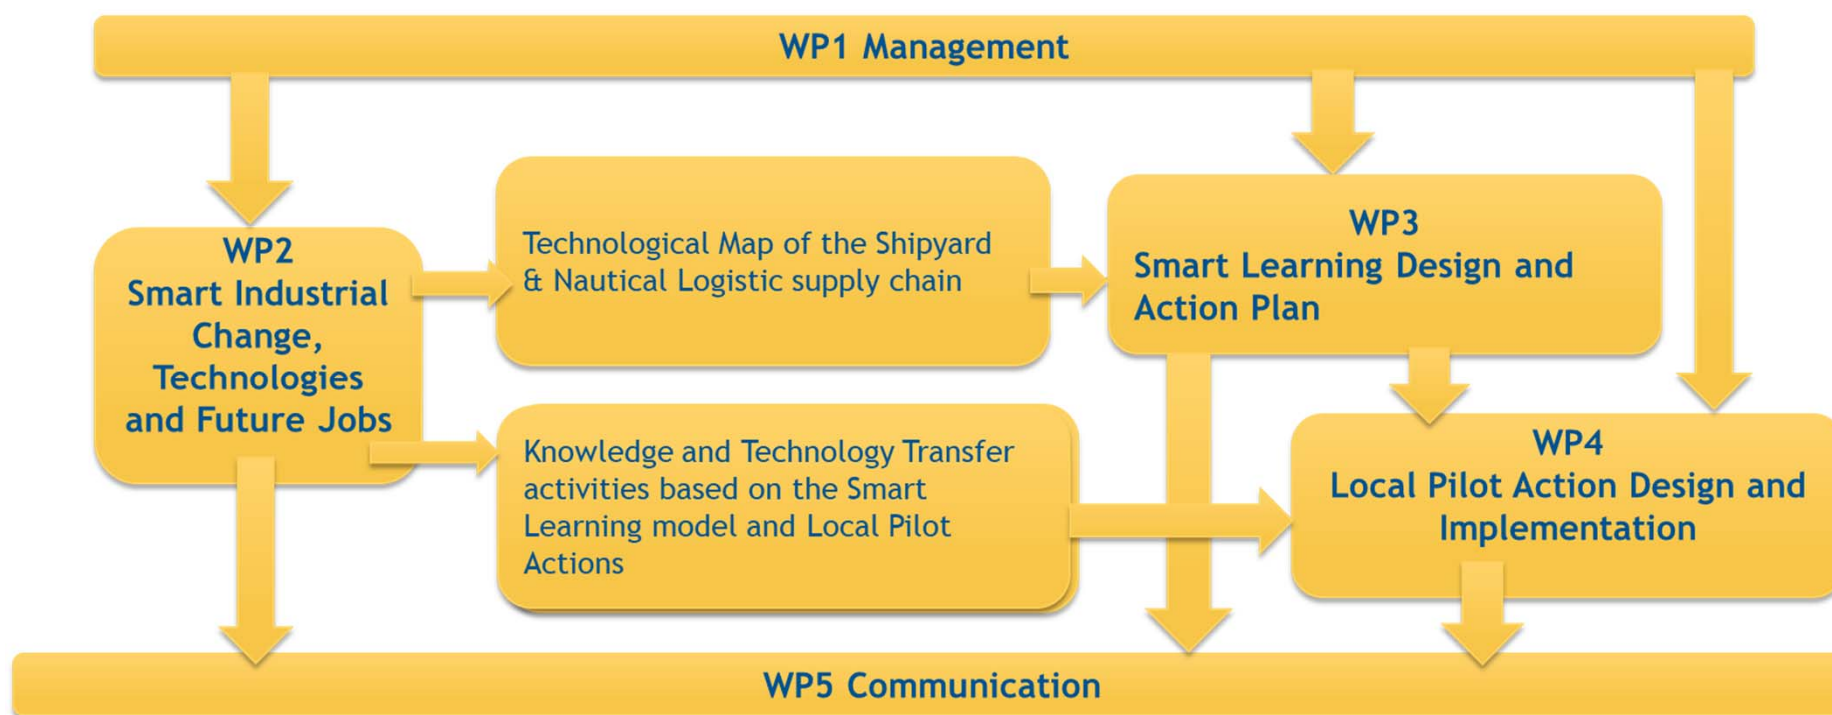 WP1 Management
WP2
Smart Industrial
Change,
Technologies
and Future Jobs
Technological Map of the Shipyard
& Nautical Logistic supply chain
WP3
Smart Learning Design and
Action Plan
Knowledge and Technology Transfer
activities based on the Smart
Learning model and Local Pilot
Actions
WP4
Local Pilot Action Design and
Implementation
WP5 Communication